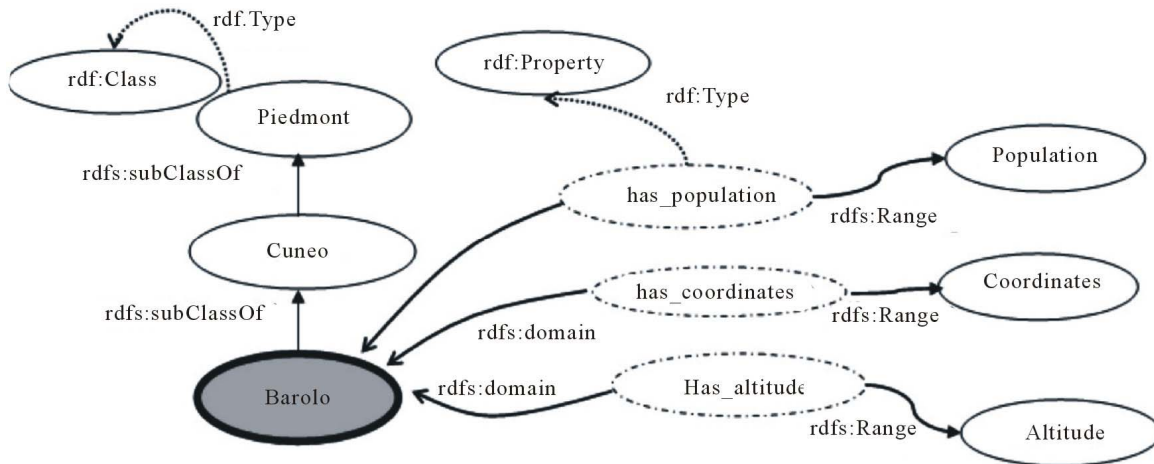 rdf.Type
rdf:Class
rdf:Property
rdf:Type
Piedmont
Population
rdfs:subClassOf
has_population
rdfs:Range
Cuneo
Coordinates
has_coordinates
rdfs:subClassOf
rdfs:domain
rdfs:Range
rdfs:domain
Has_altitude
Barolo
rdfs:Range
Altitude